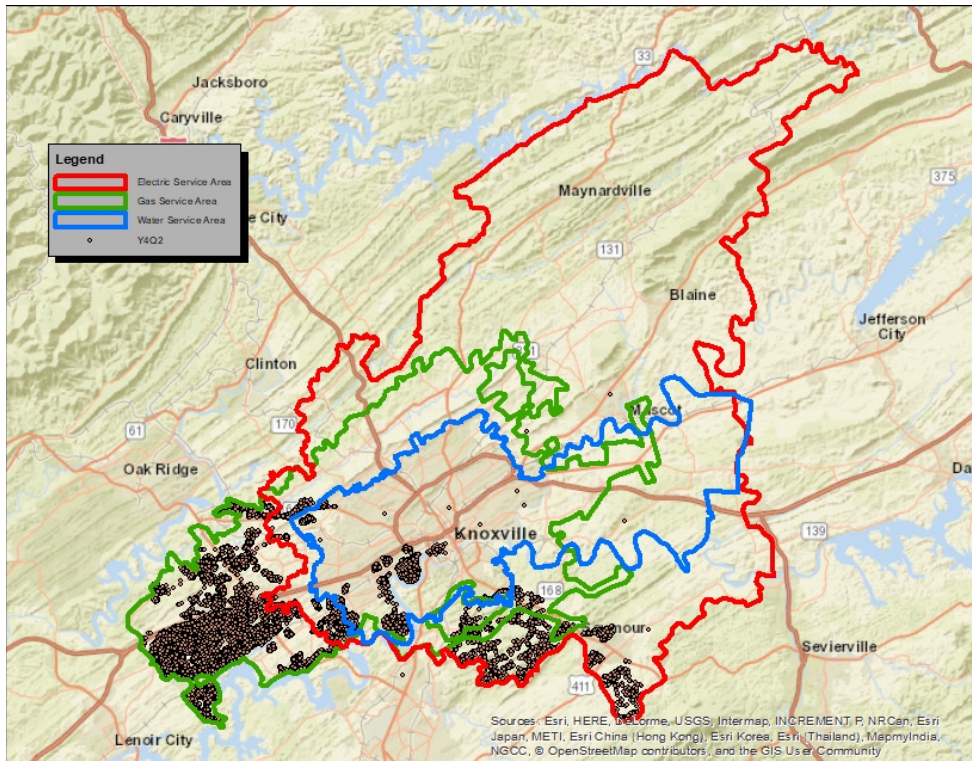 33
Jacksboro
Caryville
Legend
Electric Service Area
Gas Service Area
Water Service Area
Y4Q2
e City
375
Maynardville
131
Blaine
Jefferson
City
Clinton
170
61
Oak Ridge
Knoxville
139
168
Sevierville
411
Lenoir City
Sources: Esri, HERE, DeLorme, USGS, Intermap, INCREMENT P, NRCan, Esri
Japan, METI, Esri China (Hong Kong), Esri Korea, Esri (Thailand), MapmyIndia,
NGCC, © OpenStreetMap contributors, and the GIS User Community